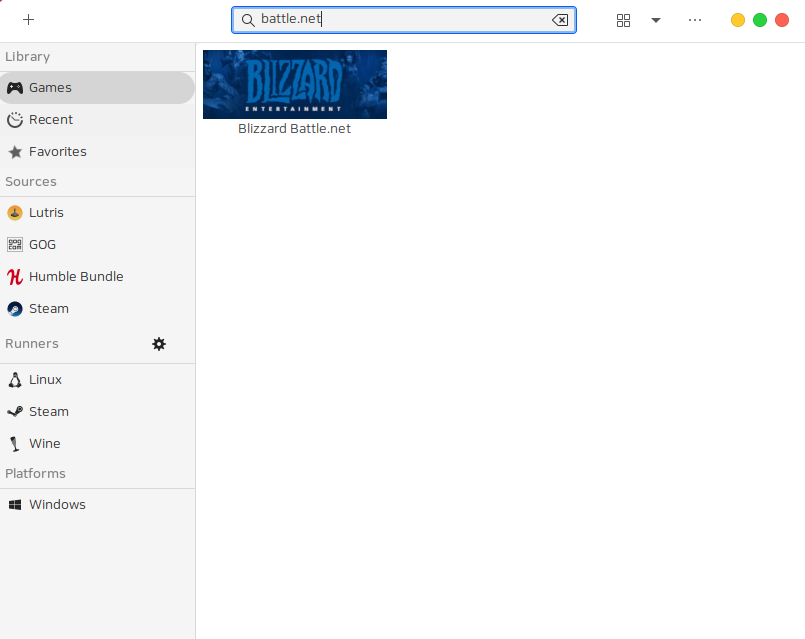 battle.net
Library
Games
Recent
Favorites
Sources
Lutris
GOG
Humble Bundle
Steam
Runners
Linux
Steam
Wine
Platforms
Windows
BLIZZARD
ENTERTAINMENT
Blizzard Battle.net